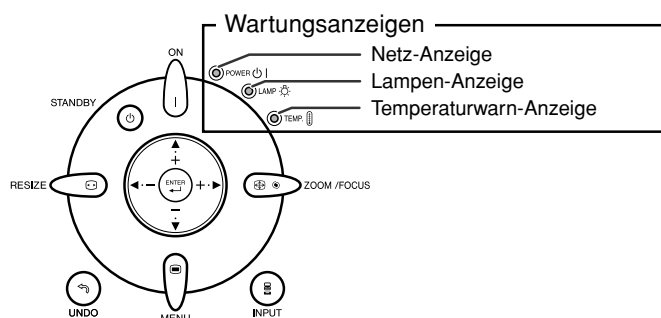 Wartungsanzeigen
ON
POWER
Netz-Anzeige
LAMP
Lampen-Anzeige
STANDBY
TEMP.
Temperaturwarn-Anzeige
+
RESIZE
−
ENTER
+
ZOOM /FOCUS
−
UNDO
MENU
INPUT